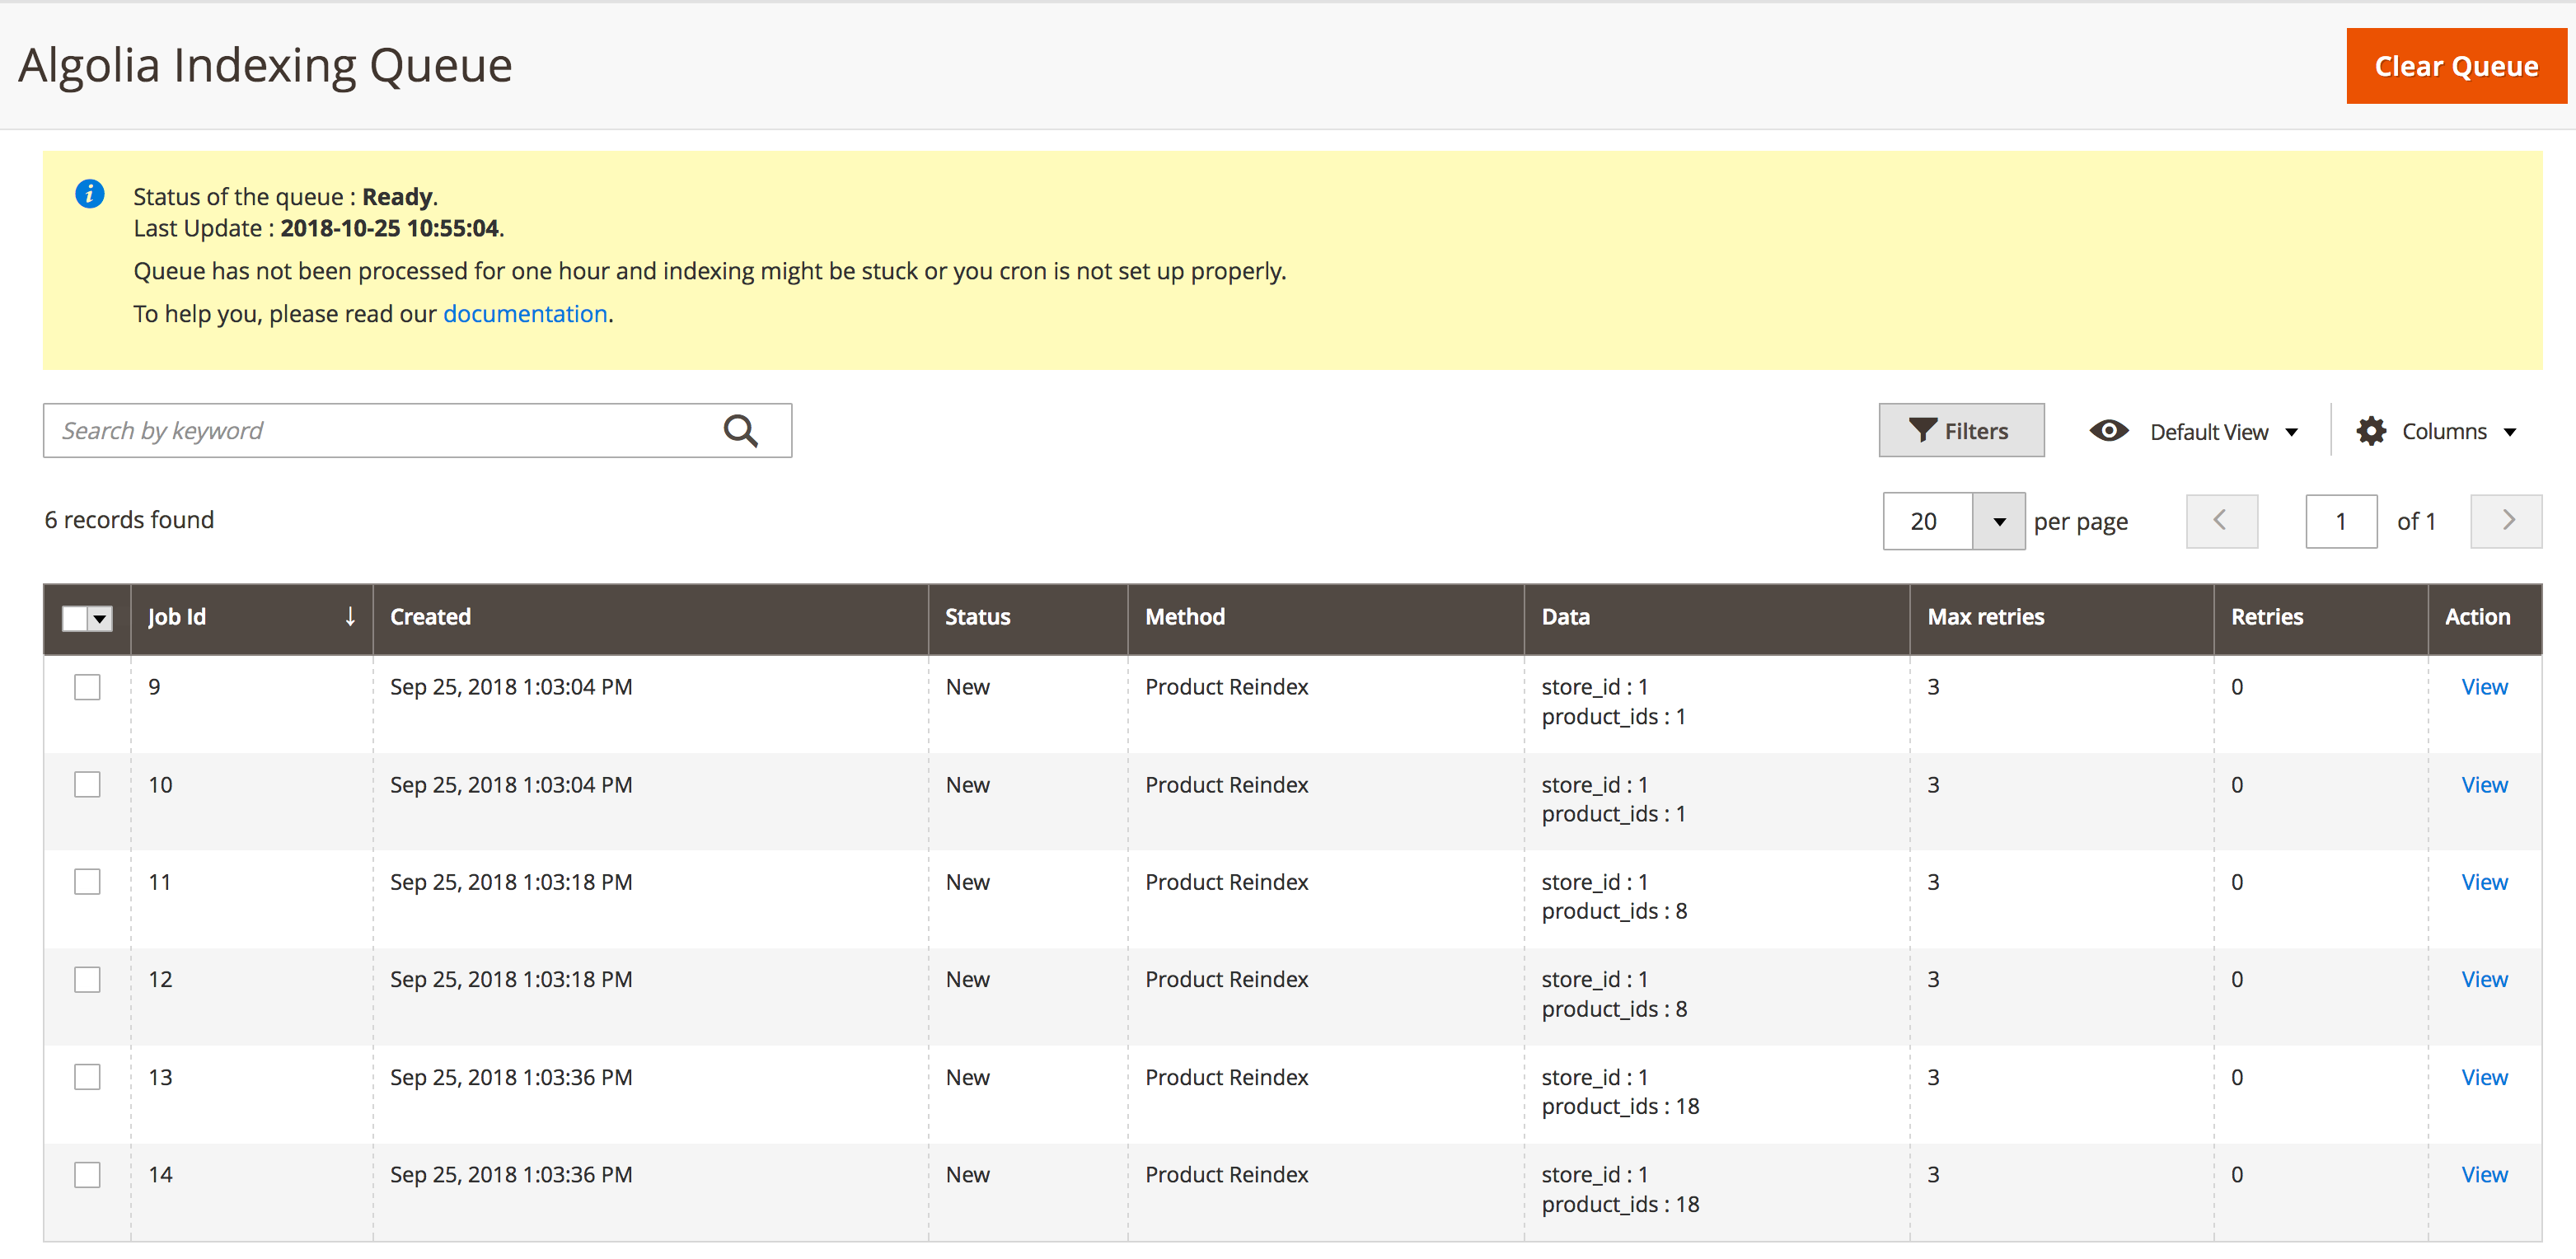 Algolia Indexing Queue
Clear Queue
Status of the queue : Ready.
Last Update : 2018-10-25 10:55:04.
Queue has not been processed for one hour and indexing might be stuck or you cron is not set up properly.
To help you, please read our documentation.
Search by keyword
Filters
Default View
Columns
6 records found
20 per page
1 of 1
Job Id ↓ Created Status Method Data Max retries Retries Action
9 Sep 25, 2018 1:03:04 PM New Product Reindex store_id : 1 3 0 View
product_ids : 1
10 Sep 25, 2018 1:03:04 PM New Product Reindex store_id : 1 3 0 View
product_ids : 1
11 Sep 25, 2018 1:03:18 PM New Product Reindex store_id : 1 3 0 View
product_ids : 8
12 Sep 25, 2018 1:03:18 PM New Product Reindex store_id : 1 3 0 View
product_ids : 8
13 Sep 25, 2018 1:03:36 PM New Product Reindex store_id : 1 3 0 View
product_ids : 18
14 Sep 25, 2018 1:03:36 PM New Product Reindex store_id : 1 3 0 View
product_ids : 18